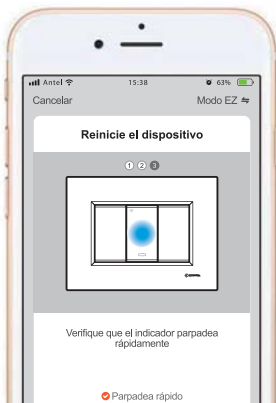 Antel 15:38 63%
Cancelar Modo EZ
Reinicie el dispositivo
1 2 3
Verifique que el indicador parpadea
rápidamente
Parpadea rápido